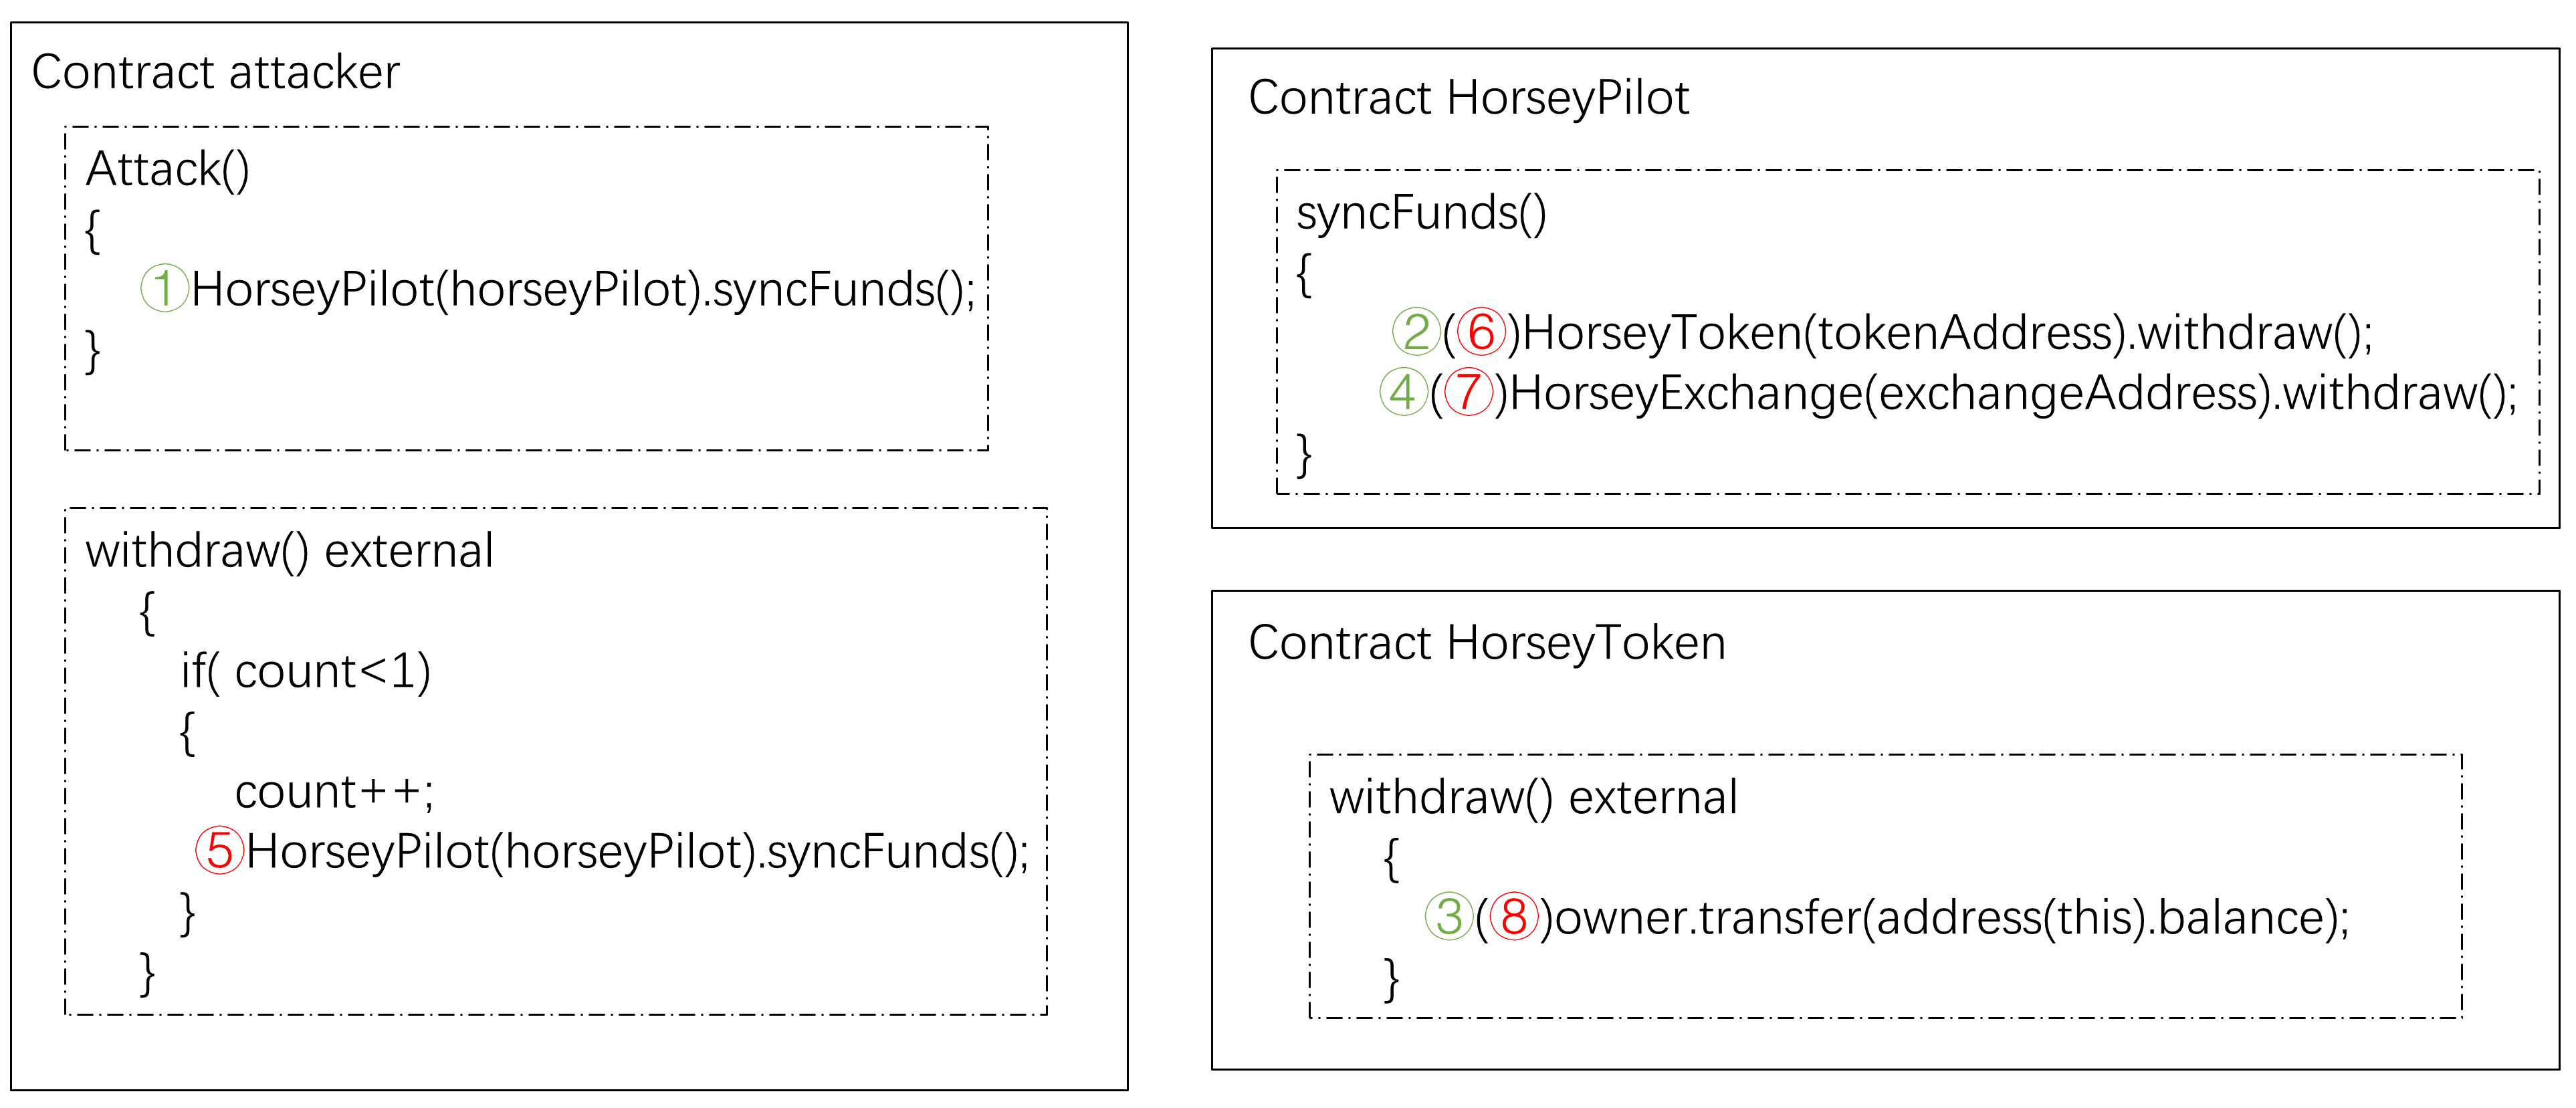 Contract attacker
Attack()
{
①HorseyPilot(horseyPilot).syncFunds();
}
withdraw() external
{
if( count<1)
{
count++;
⑤HorseyPilot(horseyPilot).syncFunds();
}
}
Contract HorseyPilot
syncFunds()
{
②(⑥)HorseyToken(tokenAddress).withdraw();
④(⑦)HorseyExchange(exchangeAddress).withdraw();
}
Contract HorseyToken
withdraw() external
{
③(⑧)owner.transfer(address(this).balance);
}